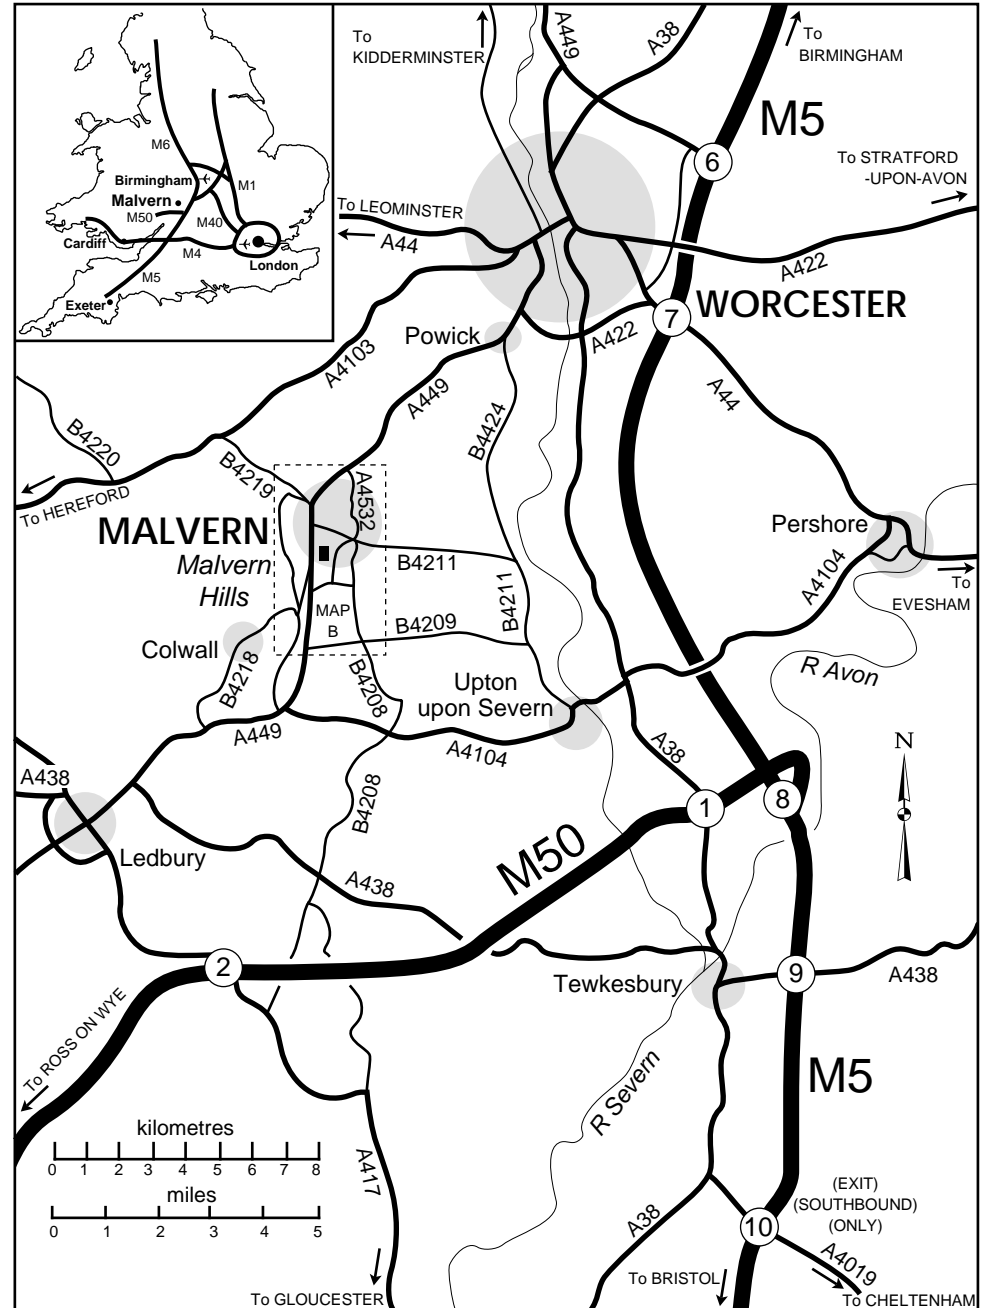 To
KIDDERMINSTER
A449
A38
To
BIRMINGHAM
M5
6
To STRATFORD
-UPON-AVON
M6
Birmingham
M1
Malvern
M50
M40
Cardiff
M4
London
M5
Exeter
To LEOMINSTER
A44
A422
WORCESTER
7
Powick
A422
A4103
A449
A44
B4424
B4220
B4219
A4532
To HEREFORD
MALVERN
Malvern
Hills
Pershore
B4211
A4104
To
EVESHAM
MAP
B
B4211
B4209
Colwall
B4218
B4208
R Avon
Upton
upon Severn
A449
A4104
A38
N
A438
B4208
1
8
Ledbury
M50
A438
2
Tewkesbury
9
A438
To ROSS ON WYE
R Severn
M5
kilometres
0 1 2 3 4 5 6 7 8
miles
0 1 2 3 4 5
A417
(EXIT)
(SOUTHBOUND)
(ONLY)
A38
10
A4019
To BRISTOL
To GLOUCESTER
To CHELTENHAM